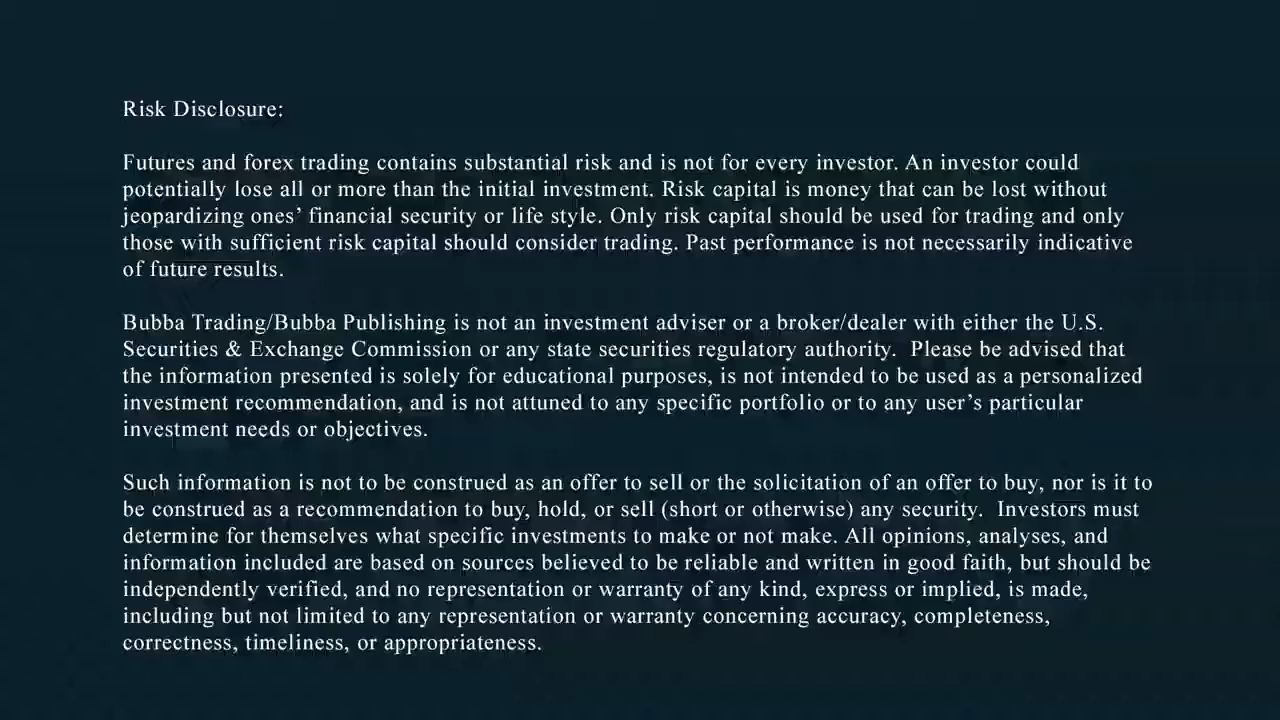 Risk Disclosure:
Futures and forex trading contains substantial risk and is not for every investor. An investor could
potentially lose all or more than the initial investment. Risk capital is money that can be lost without
jeopardizing ones’ financial security or life style. Only risk capital should be used for trading and only
those with sufficient risk capital should consider trading. Past performance is not necessarily indicative
of future results.
Bubba Trading/Bubba Publishing is not an investment adviser or a broker/dealer with either the U.S.
Securities & Exchange Commission or any state securities regulatory authority.  Please be advised that
the information presented is solely for educational purposes, is not intended to be used as a personalized
investment recommendation, and is not attuned to any specific portfolio or to any user’s particular
investment needs or objectives.
Such information is not to be construed as an offer to sell or the solicitation of an offer to buy, nor is it to
be construed as a recommendation to buy, hold, or sell (short or otherwise) any security.  Investors must
determine for themselves what specific investments to make or not make. All opinions, analyses, and
information included are based on sources believed to be reliable and written in good faith, but should be
independently verified, and no representation or warranty of any kind, express or implied, is made,
including but not limited to any representation or warranty concerning accuracy, completeness,
correctness, timeliness, or appropriateness.